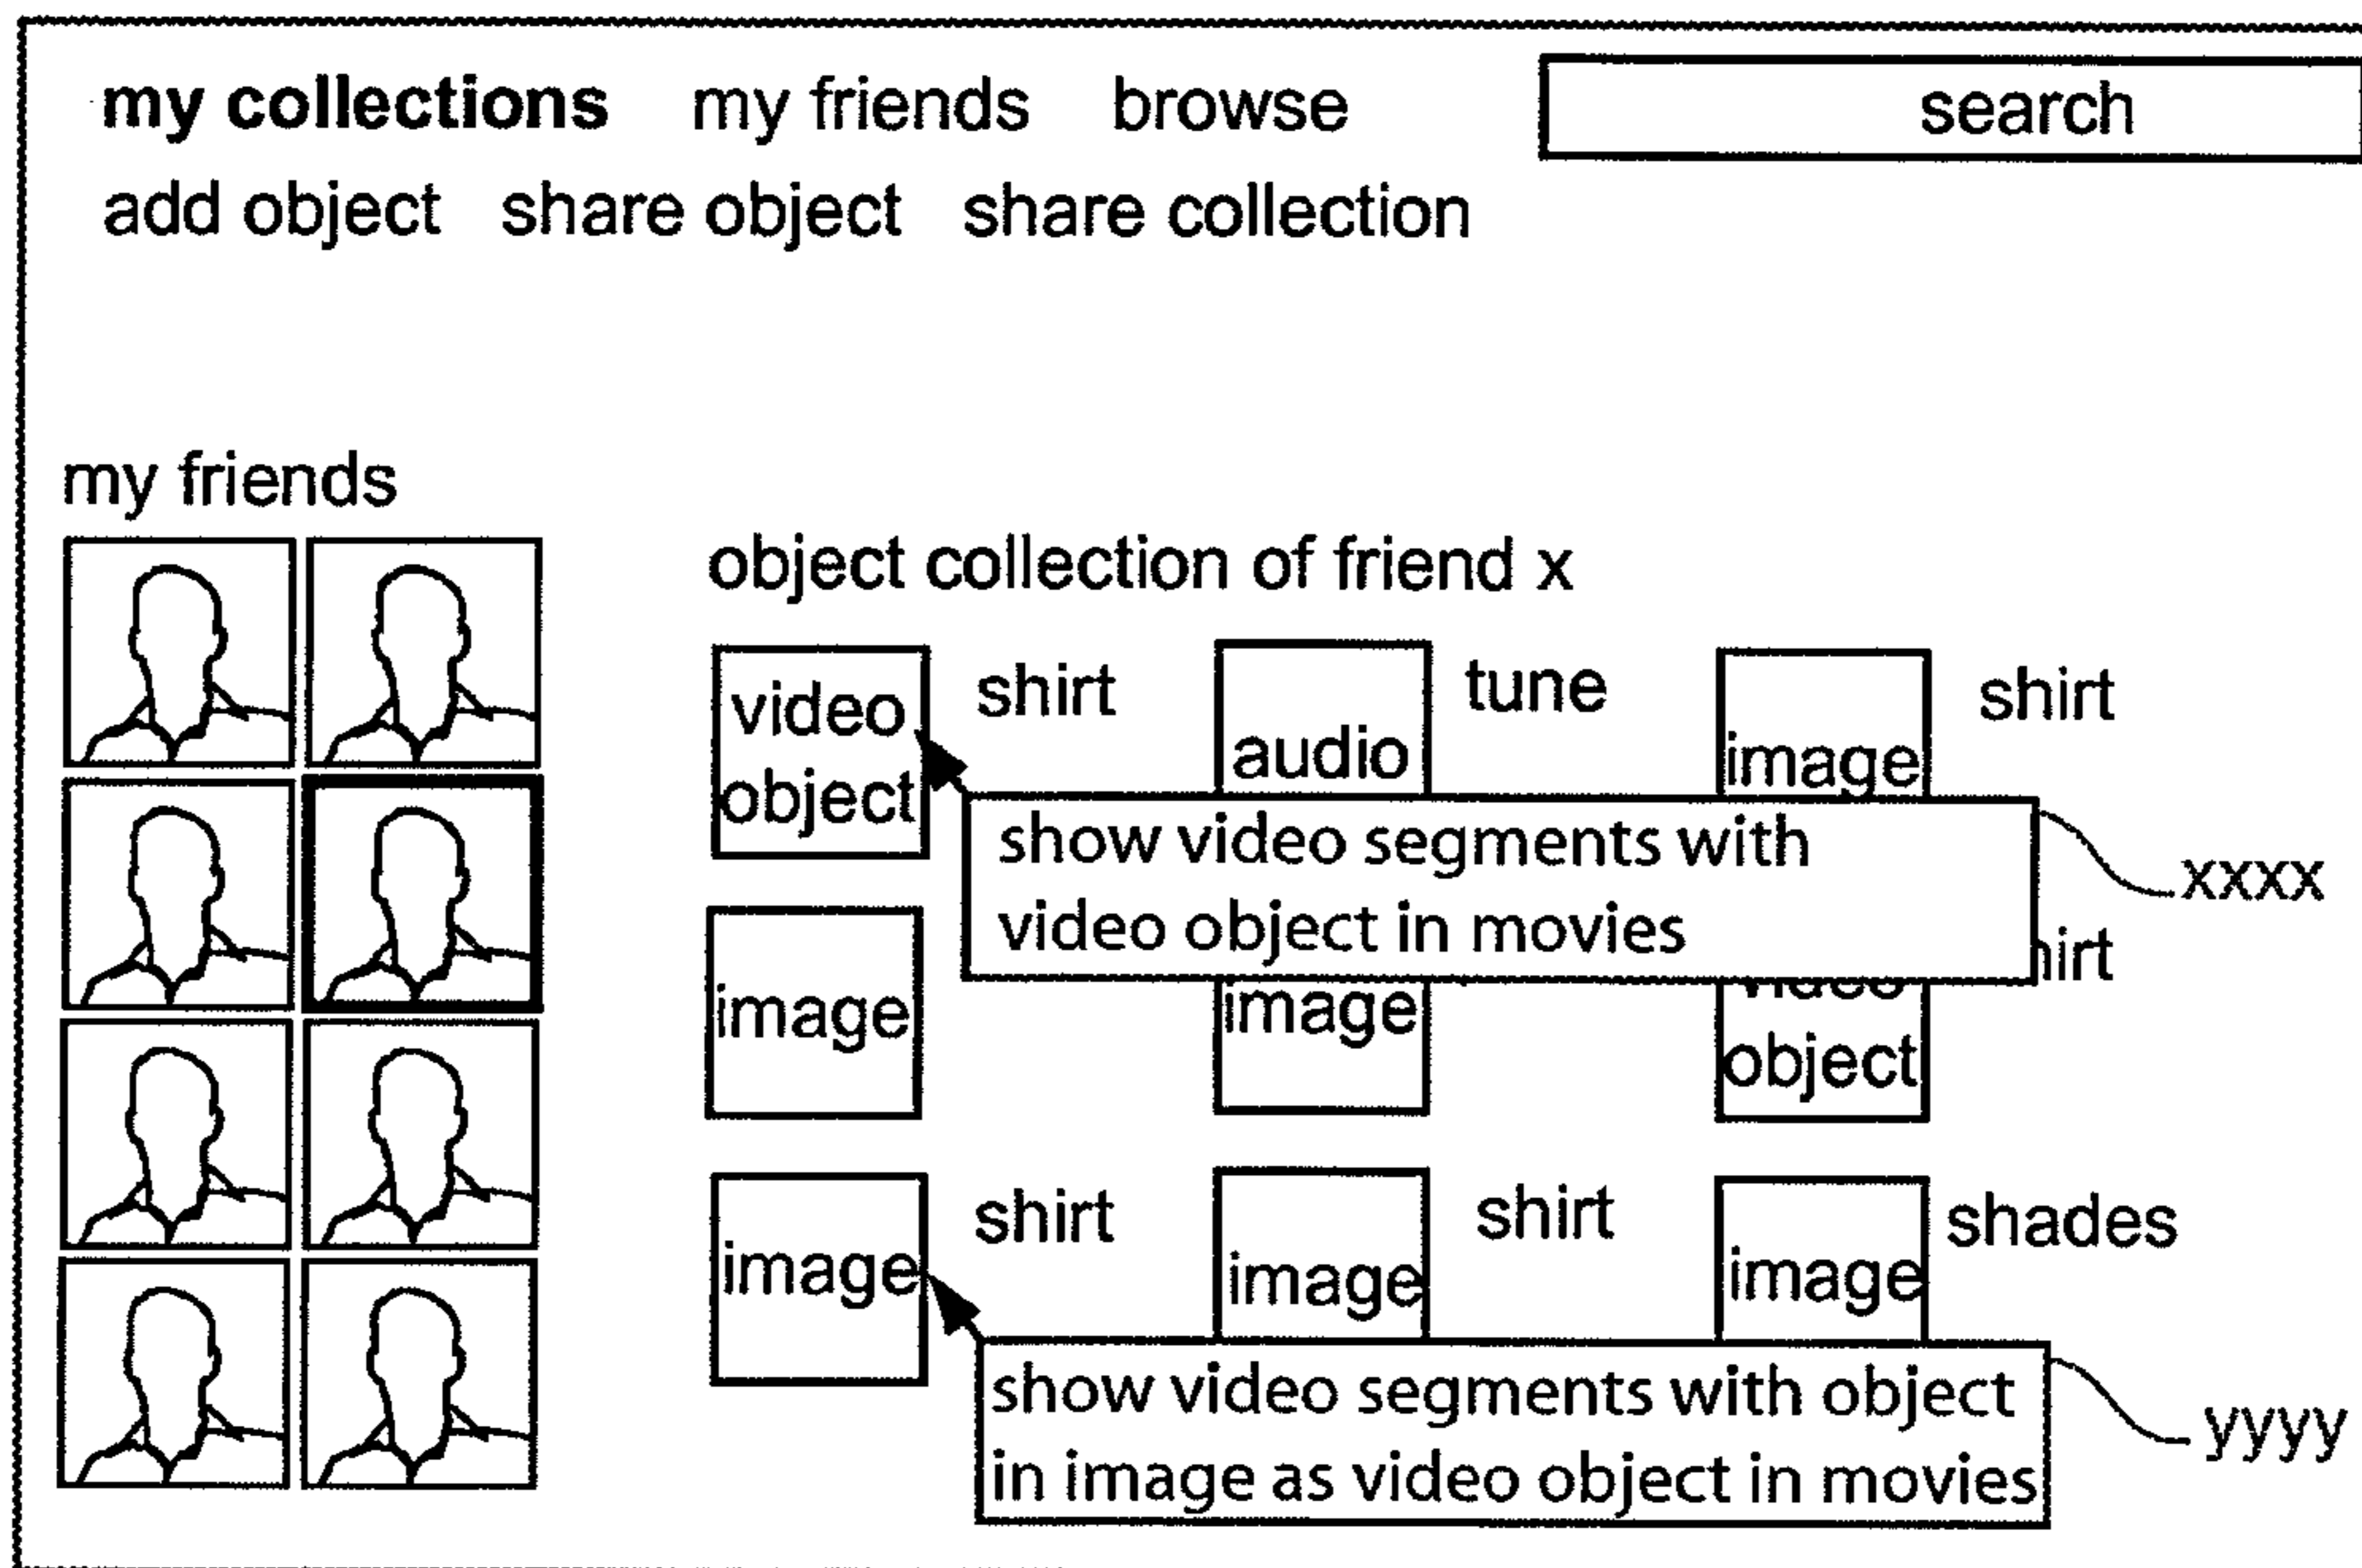 my collections my friends browse search
add object share object share collection
my friends
object collection of friend x
video
object
shirt
audio
tune
image
shirt
show video segments with
video object in movies
xxxx
image
image
video
object
image
shirt
image
shirt
image
shades
show video segments with object
in image as video object in movies
yyyy